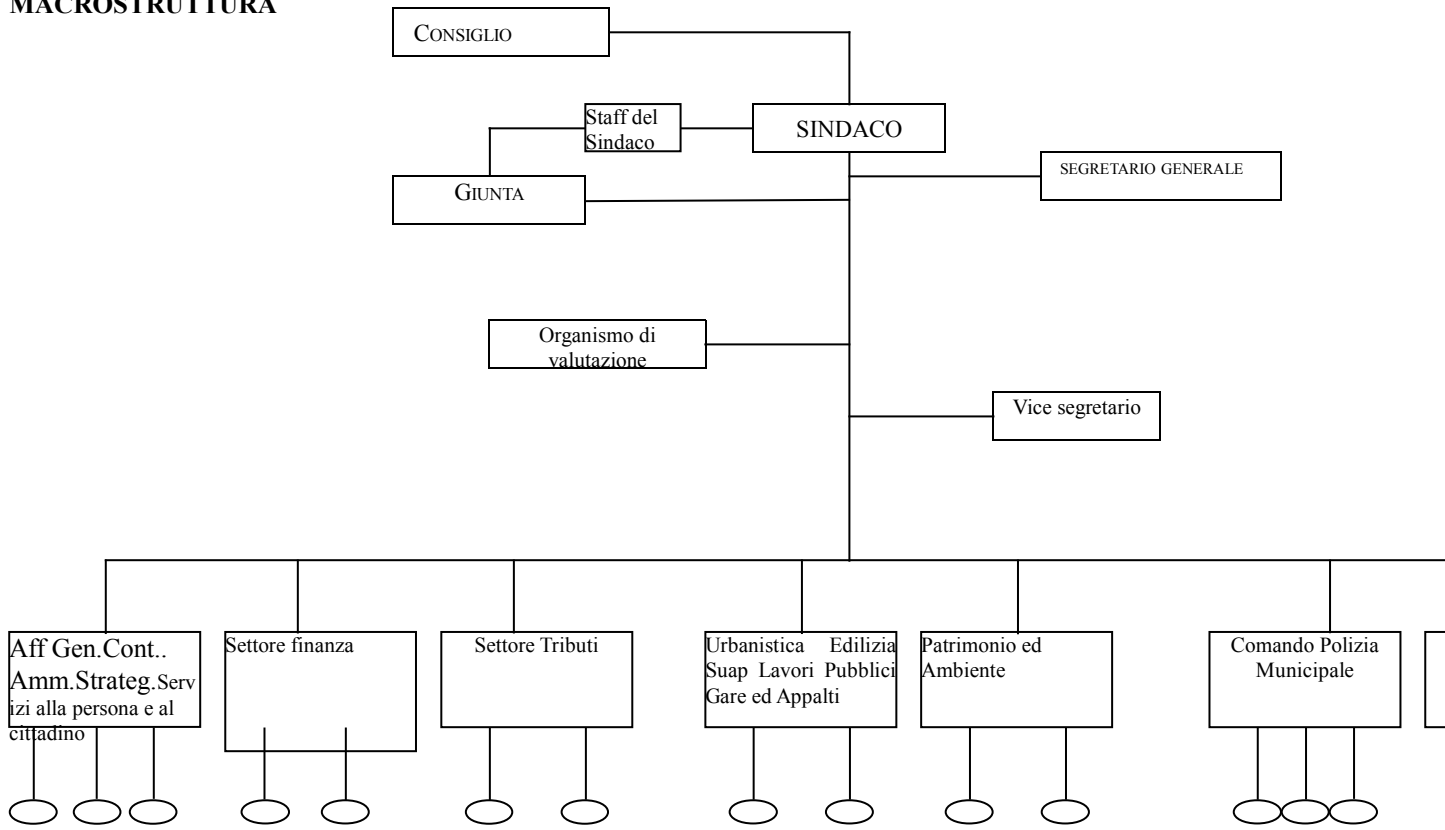 MACROSTRUTTURA
CONSIGLIO
Staff del
Sindaco
SINDACO
SEGRETARIO GENERALE
GIUNTA
Organismo di
valutazione
Vice segretario
Aff Gen.Cont..
Amm.Strateg.Serv
izi alla persona e al
cittadino
Settore finanza
Settore Tributi
Urbanistica Edilizia
Suap Lavori Pubblici
Gare ed Appalti
Patrimonio ed
Ambiente
Comando Polizia
Municipale